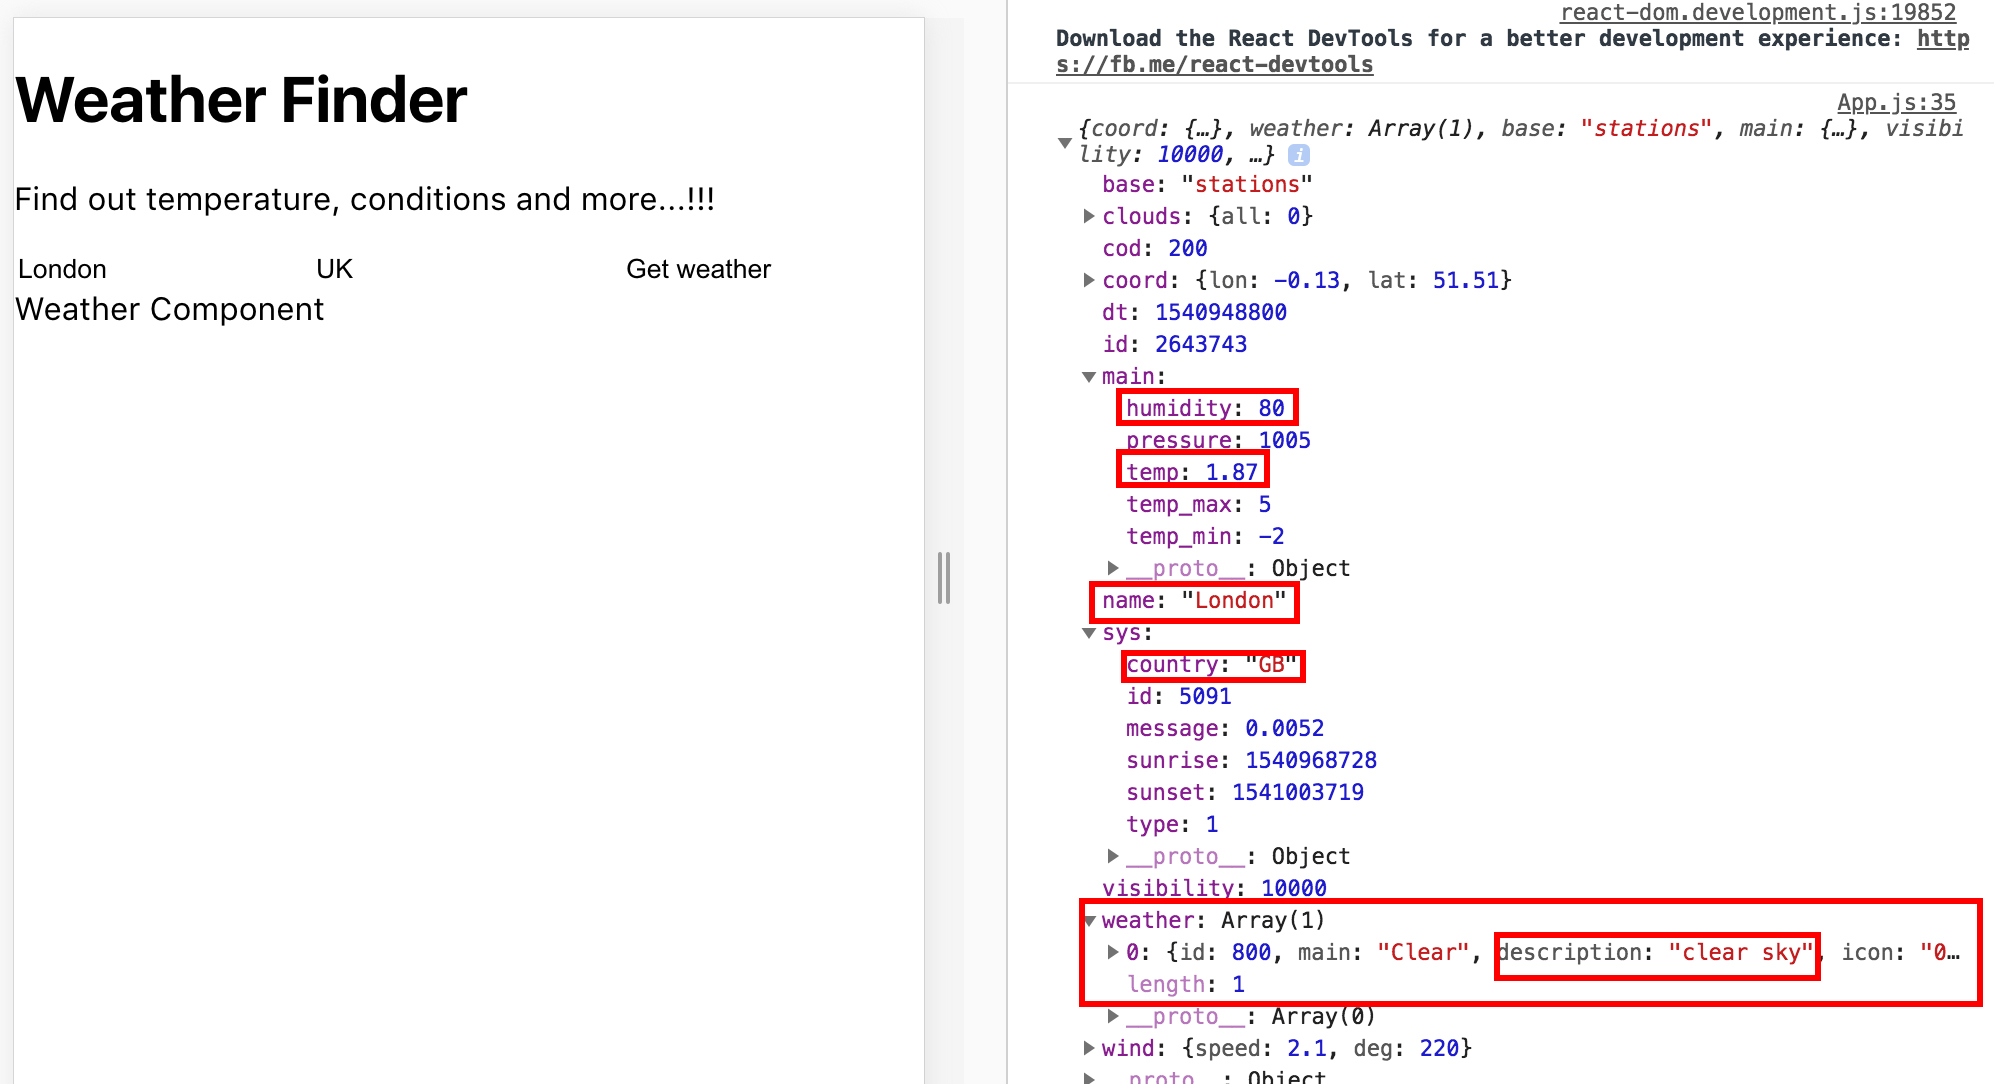 Weather Finder
Find out temperature, conditions and more...!!!
London UK Get weather
Weather Component
react-dom.development.js:19852
Download the React DevTools for a better development experience: http
s://fb.me/react-devtools
App.js:35
{coord: {…}, weather: Array(1), base: "stations", main: {…}, visibi
lity: 10000, …} i
base: "stations"
clouds: {all: 0}
cod: 200
coord: {lon: -0.13, lat: 51.51}
dt: 1540948800
id: 2643743
main:
humidity: 80
pressure: 1005
temp: 1.87
temp_max: 5
temp_min: -2
__proto__: Object
name: "London"
sys:
country: "GB"
id: 5091
message: 0.0052
sunrise: 1540968728
sunset: 1541003719
type: 1
__proto__: Object
visibility: 10000
weather: Array(1)
0: {id: 800, main: "Clear", description: "clear sky", icon: "0…
length: 1
__proto__: Array(0)
wind: {speed: 2.1, deg: 220}
__proto__: Object